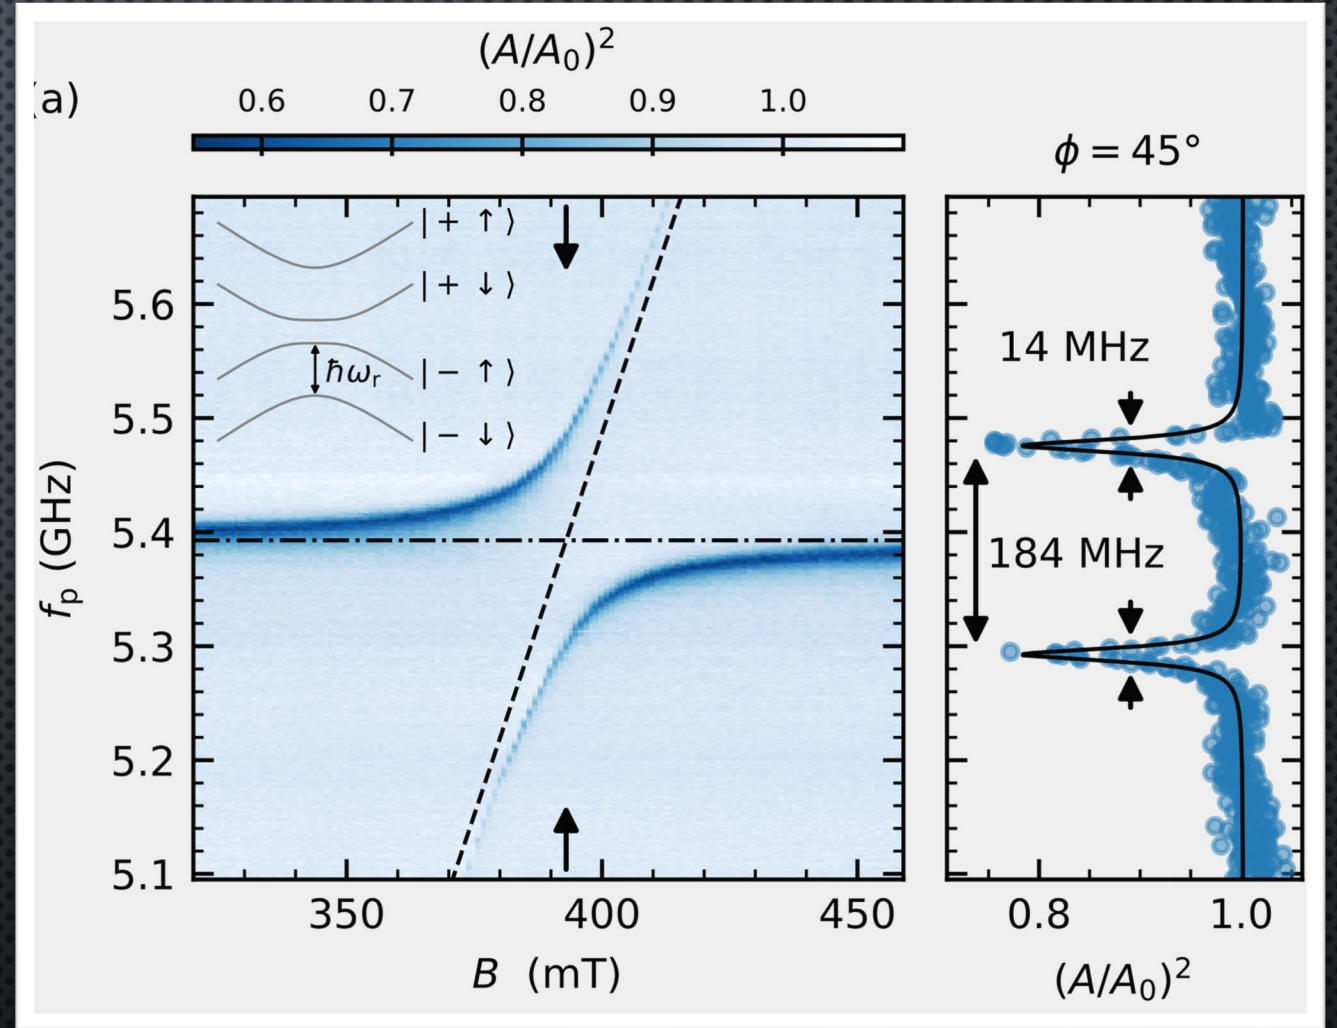 (A/A₀)²
(a)
0.6 0.7 0.8 0.9 1.0
ϕ = 45°
| + ↑ ⟩
| + ↓ ⟩
| − ↑ ⟩
ħωᵣ
| − ↓ ⟩
5.6
5.5
5.4
5.3
5.2
5.1
fₚ (GHz)
350 400 450
B (mT)
14 MHz
184 MHz
0.8 1.0
(A/A₀)²